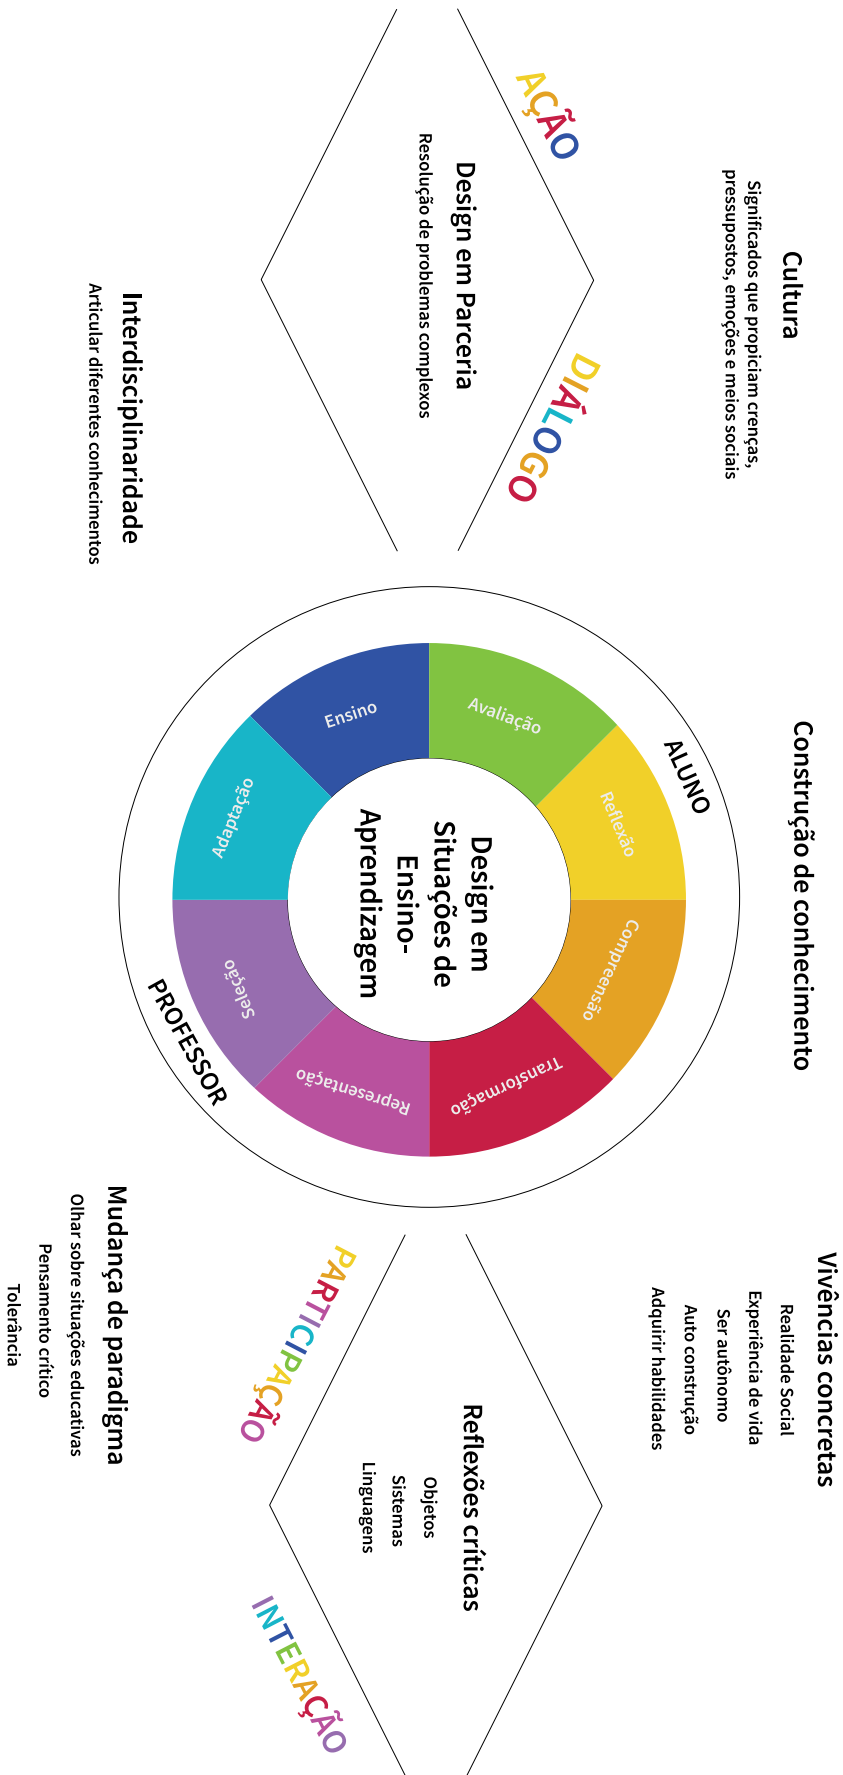 Cultura
Significados que propiciam crenças,
pressupostos, emoções e meios sociais
AÇÃO
DIÁLOGO
Design em Parceria
Resolução de problemas complexos
Interdisciplinaridade
Articular diferentes conhecimentos
Construção de conhecimento
ALUNO
Avaliação
Reflexão
Compreensão
Transformação
Representação
Seleção
Adaptação
Ensino
Design em
Situações de
Ensino-
Aprendizagem
PROFESSOR
Vivências concretas
Realidade Social
Experiência de vida
Ser autônomo
Auto construção
Adquirir habilidades
Reflexões críticas
Objetos
Sistemas
Linguagens
PARTICIPAÇÃO
INTERAÇÃO
Mudança de paradigma
Olhar sobre situações educativas
Pensamento crítico
Tolerância